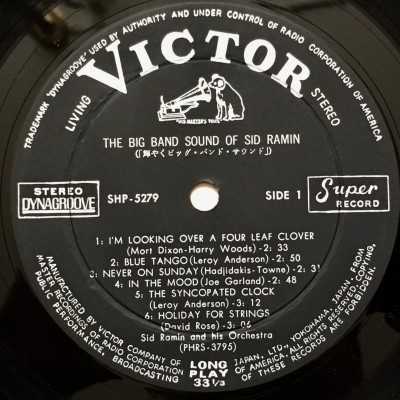 TRADEMARK "DYNAGROOVE" USED BY AUTHORITY AND UNDER CONTROL OF RADIO CORPORATION OF AMERICA
LIVING VICTOR STEREO
"HIS MASTER'S VOICE"
THE BIG BAND SOUND OF SID RAMIN
(「輝やくビッグ・バンド・サウンド」)
STEREO
DYNAGROOVE
SHP-5279
SIDE 1
Super
RECORD
1: I'M LOOKING OVER A FOUR LEAF CLOVER
(Mort Dixon-Harry Woods)-2: 33
2: BLUE TANGO(Leroy Anderson)-2: 50
3: NEVER ON SUNDAY(Hadjidakis-Towne)-2: 31
4: IN THE MOOD(Joe Garland)-2: 48
5: THE SYNCOPATED CLOCK
(Leroy Anderson)-3: 12
6: HOLIDAY FOR STRINGS
(David Rose)-3: 06
Sid Ramin and his Orchestra
(PHRS-3795)
LONG
PLAY
33 1/3
MANUFACTURED BY VICTOR COMPANY OF JAPAN, LTD., YOKOHAMA, JAPAN, FROM
MASTER RECORDINGS OF RADIO CORPORATION OF AMERICA. ALL RIGHTS RESERVED. COPYING,
PUBLIC PERFORMANCE, BROADCASTING OF THESE RECORDS ARE FORBIDDEN.